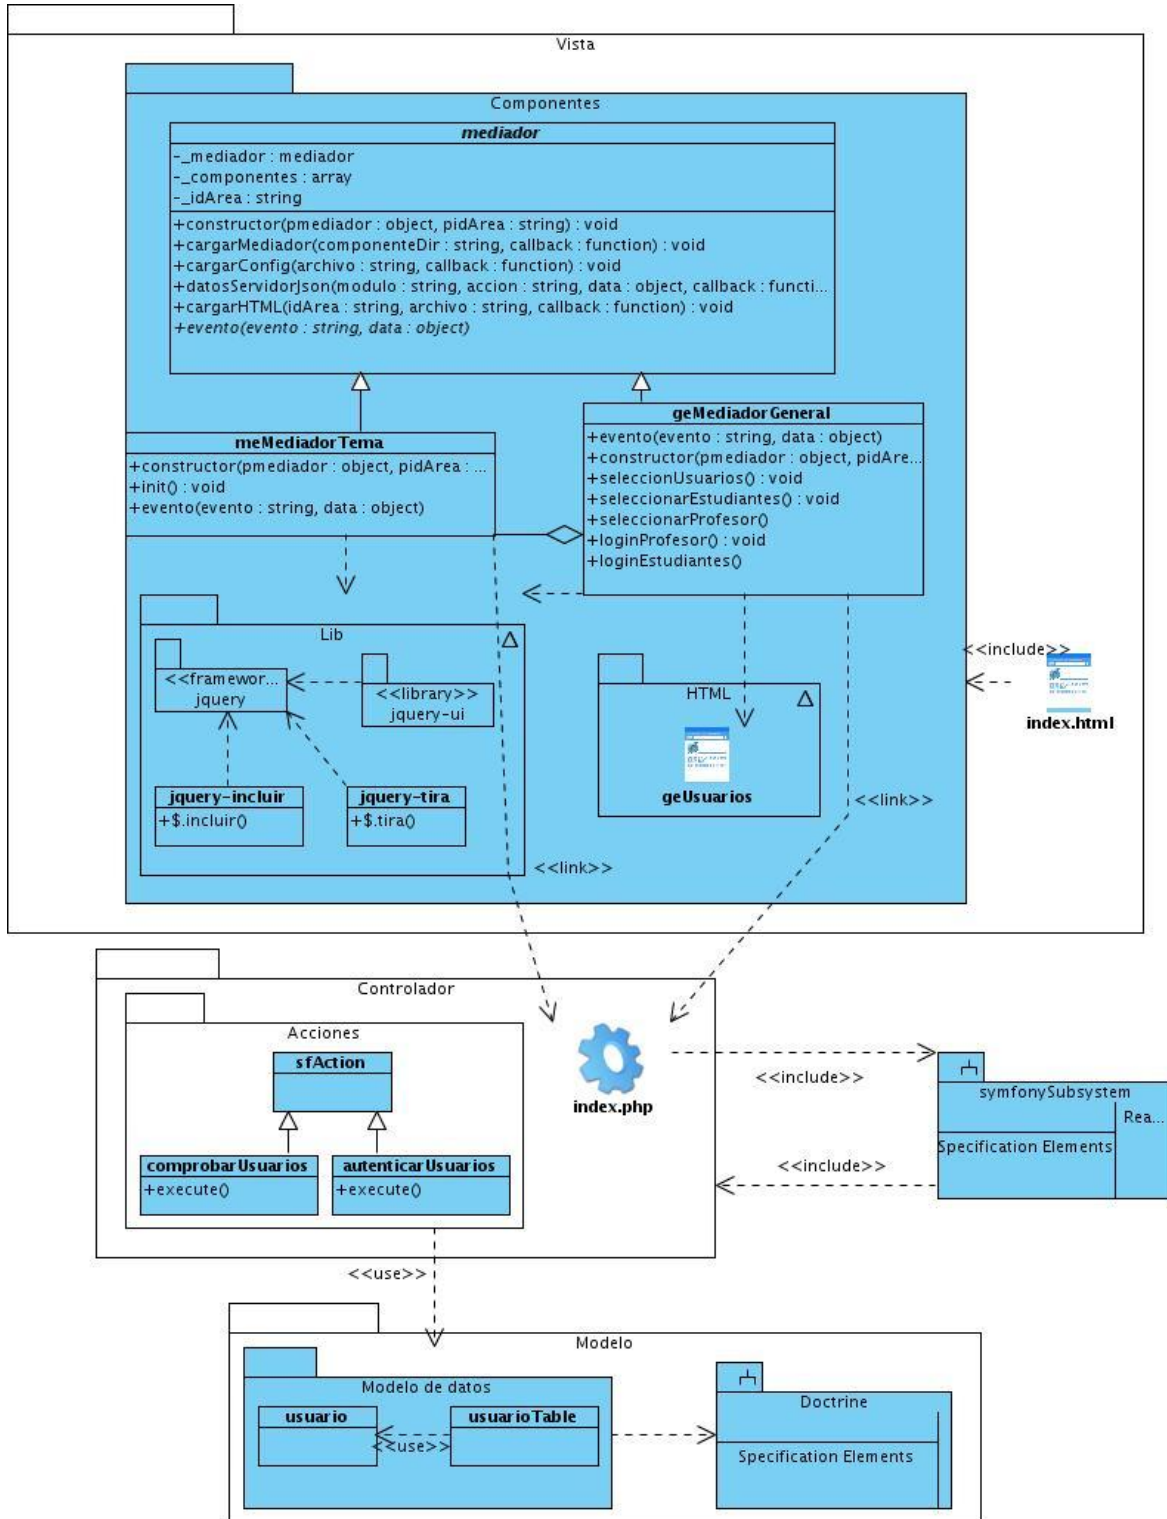 Vista
Componentes
mediador
-_mediador : mediador
-_componentes : array
-_idArea : string
+constructor(pmediador : object, pidArea : string) : void
+cargarMediador(componenteDir : string, callback : function) : void
+cargarConfig(archivo : string, callback : function) : void
+datosServidorJson(modulo : string, accion : string, data : object, callback : functi...
+cargarHTML(idArea : string, archivo : string, callback : function) : void
+evento(evento : string, data : object)
meMediadorTema
+constructor(pmediador : object, pidArea : ...
+init() : void
+evento(evento : string, data : object)
geMediadorGeneral
+evento(evento : string, data : object)
+constructor(pmediador : object, pidAre...
+seleccionUsuarios() : void
+seleccionarEstudiantes() : void
+seleccionarProfesor()
+loginProfesor() : void
+loginEstudiantes()
Lib
<<framewor...
jquery
<<library>>
jquery-ui
jquery-incluir
+$.incluir()
jquery-tira
+$.tira()
HTML
geUsuarios
<<include>>
index.html
<<link>>
<<link>>
Controlador
Acciones
sfAction
comprobarUsuarios
+execute()
autenticarUsuarios
+execute()
index.php
<<include>>
<<include>>
symfonySubsystem
Rea...
Specification Elements
<<use>>
Modelo
Modelo de datos
usuario
<<use>>
usuarioTable
Doctrine
Specification Elements